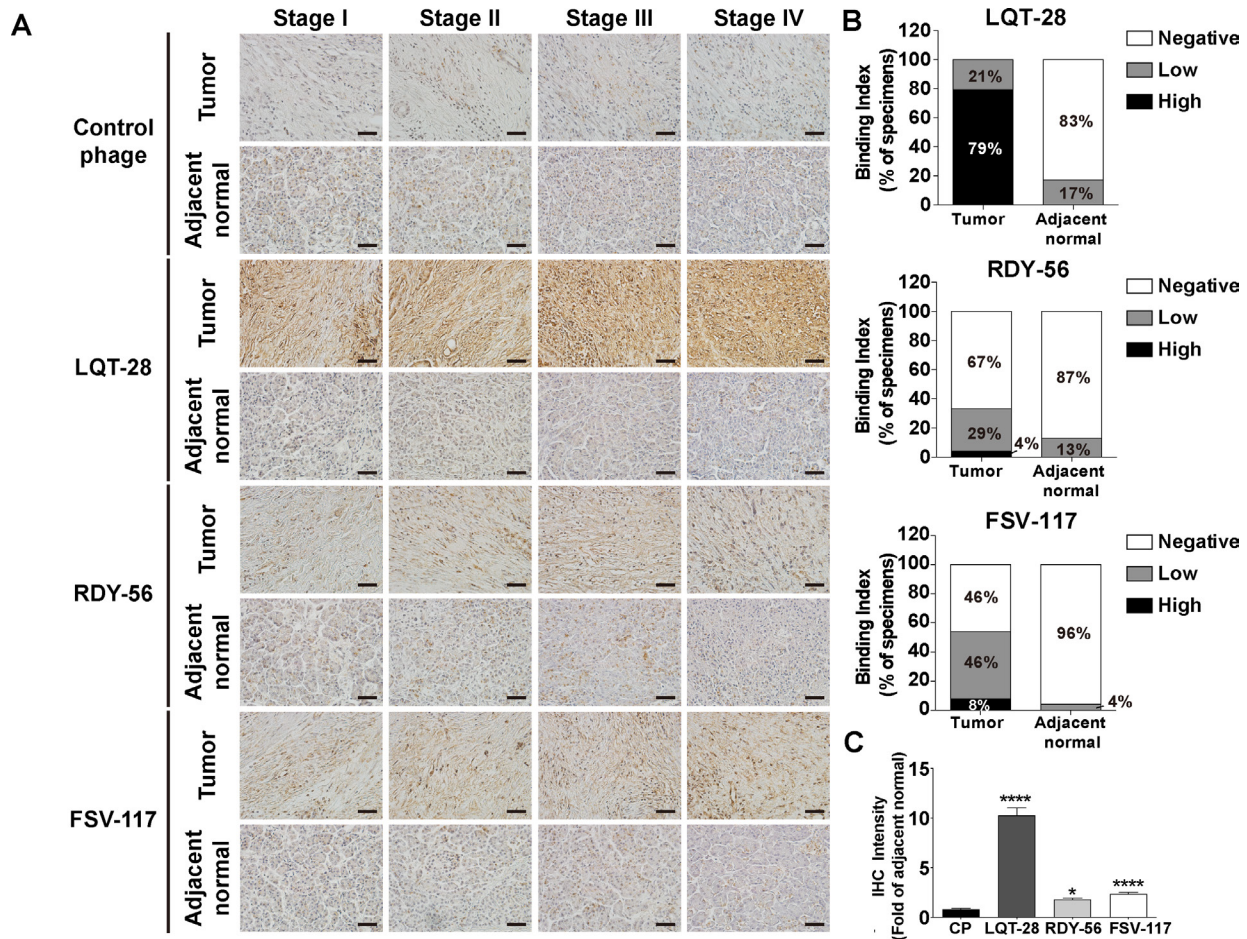 A
Stage I Stage II Stage III Stage IV
Control
phage
Tumor
Adjacent
normal
LQT-28
Tumor
Adjacent
normal
RDY-56
Tumor
Adjacent
normal
FSV-117
Tumor
Adjacent
normal
B
LQT-28
Binding Index
(% of specimens)
120
100
80
60
40
20
0
21%
79%
83%
17%
Tumor
Adjacent
normal
Negative
Low
High
RDY-56
Binding Index
(% of specimens)
120
100
80
60
40
20
0
67%
29%
4%
87%
13%
Tumor
Adjacent
normal
Negative
Low
High
FSV-117
Binding Index
(% of specimens)
120
100
80
60
40
20
0
46%
46%
8%
96%
4%
Tumor
Adjacent
normal
Negative
Low
High
C
IHC Intensity
(Fold of adjacent normal)
15
10
5
0
****
*
****
CP LQT-28 RDY-56 FSV-117